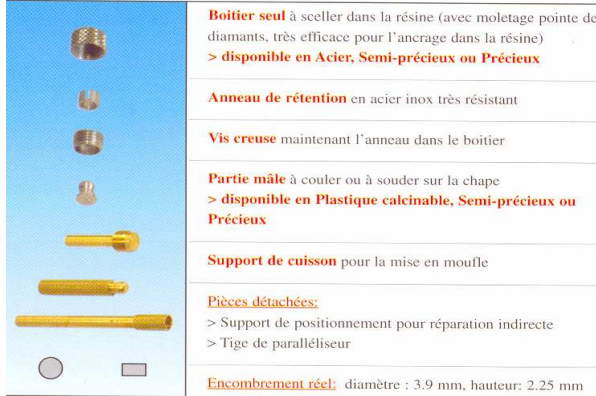 Boitier seul à sceller dans la résine (avec moletage pointe de
diamants, très efficace pour l'ancrage dans la résine)
> disponible en Acier, Semi-précieux ou Précieux
Anneau de rétention en acier inox très résistant
Vis creuse maintenant l'anneau dans le boitier
Partie mâle à couler ou à souder sur la chape
> disponible en Plastique calcinable, Semi-précieux ou
Précieux
Support de cuisson pour la mise en moufle
Pièces détachées:
> Support de positionnement pour réparation indirecte
> Tige de paralléliseur
Encombrement réel: diamètre : 3.9 mm, hauteur: 2.25 mm